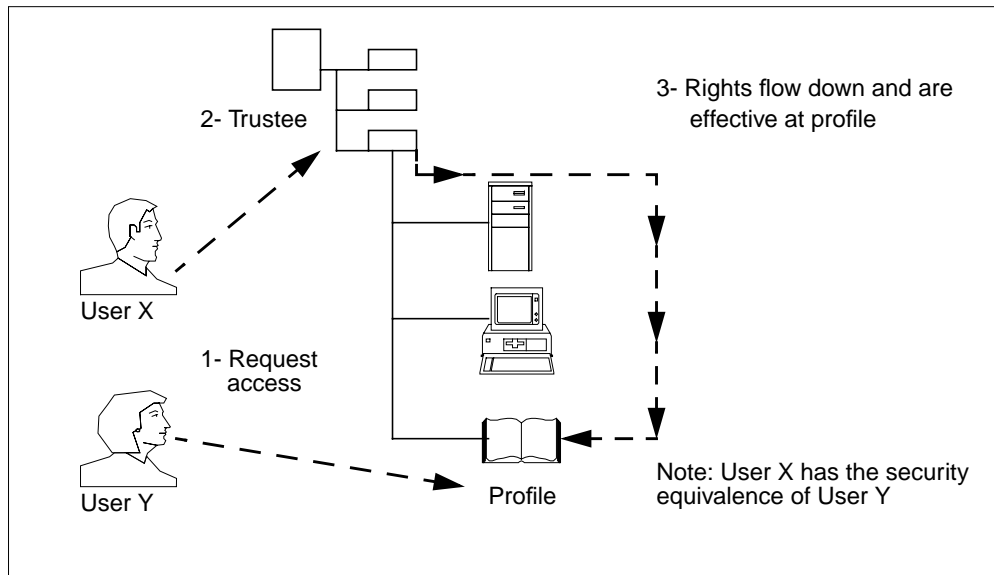 2- Trustee
3- Rights flow down and are
effective at profile
User X
1- Request
access
User Y
Profile
Note: User X has the security
equivalence of User Y